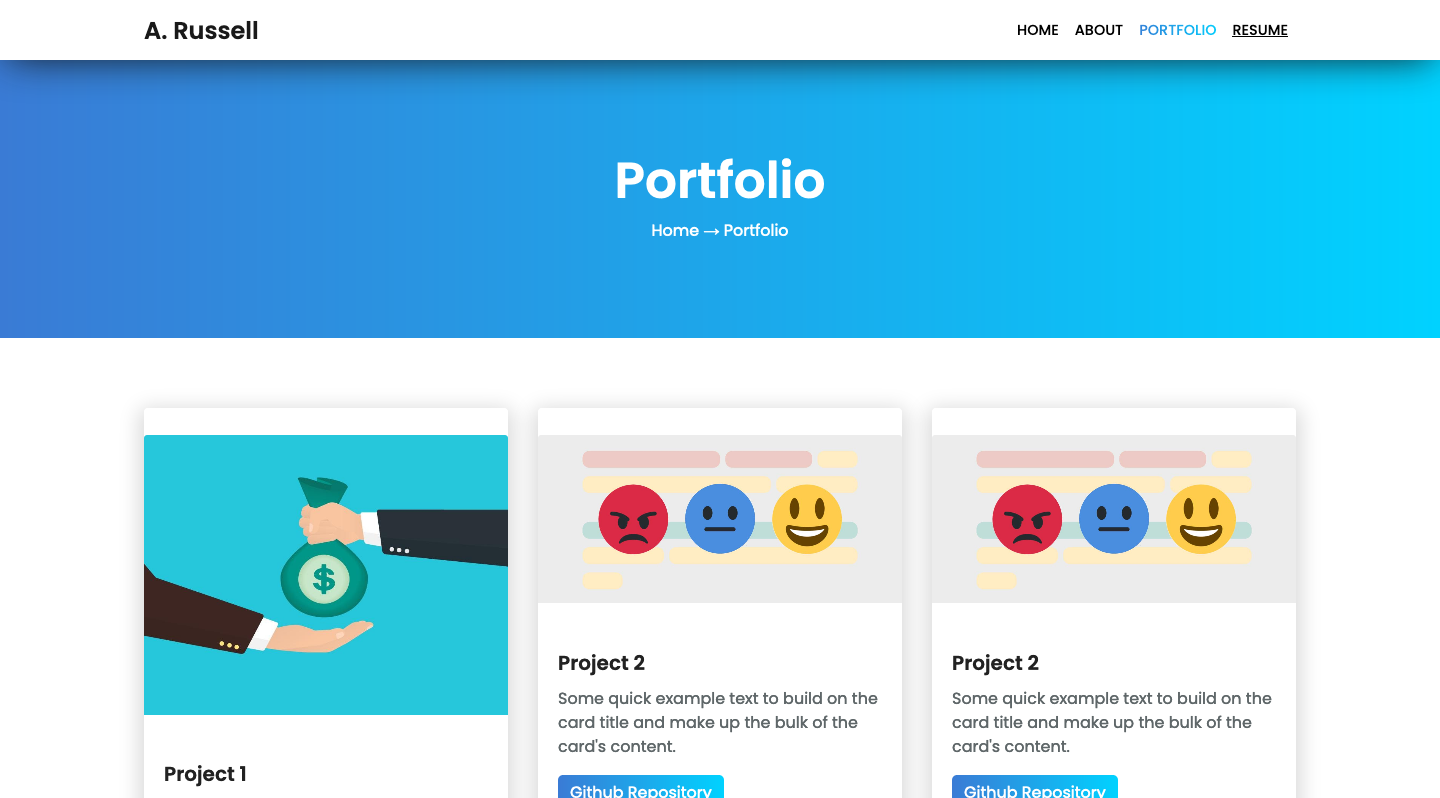 A. Russell
HOME ABOUT PORTFOLIO RESUME
Portfolio
Home → Portfolio
$
Project 1
Project 2
Some quick example text to build on the
card title and make up the bulk of the
card's content.
Github Repository
Project 2
Some quick example text to build on the
card title and make up the bulk of the
card's content.
Github Repository